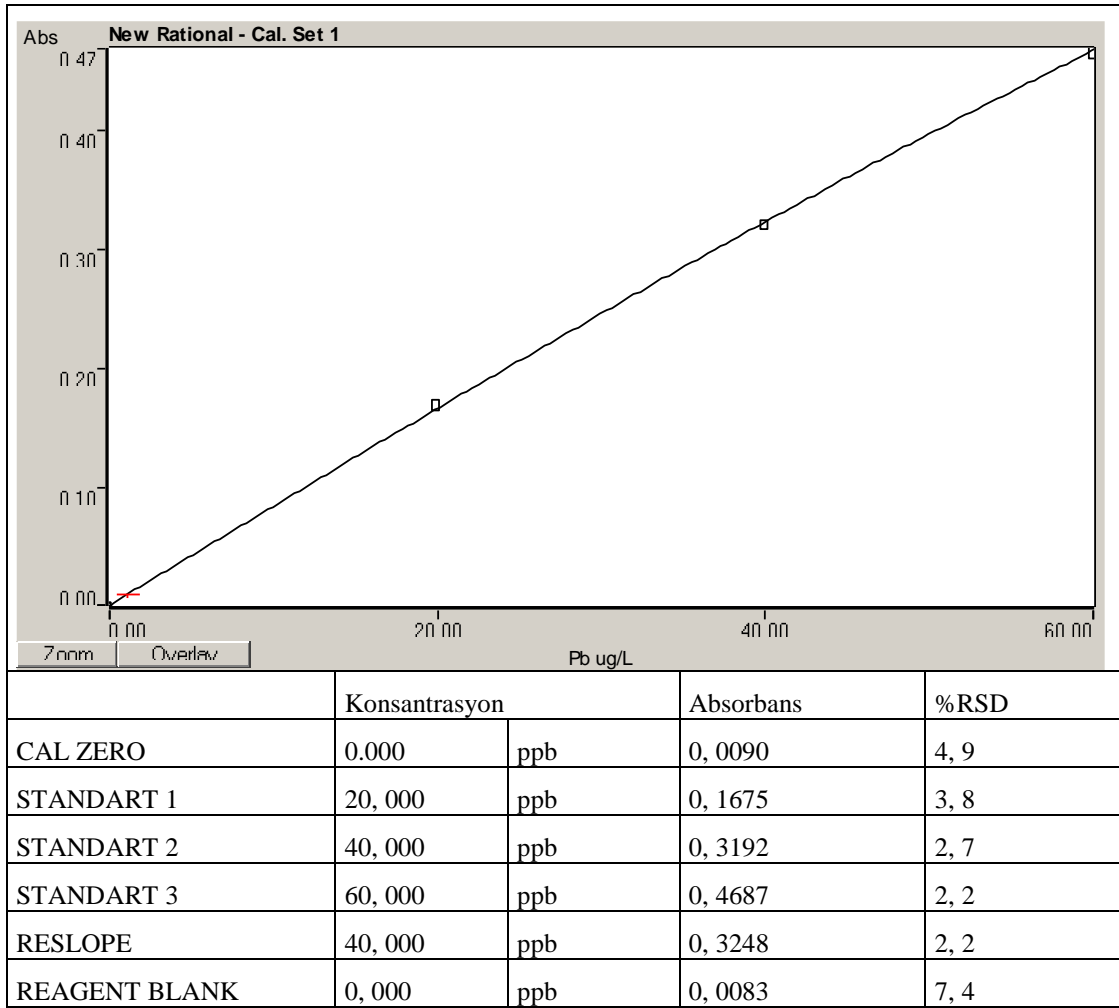 Abs New Rational - Cal. Set 1
0.47
0.40
0.30
0.20
0.10
0.00
0.00 20.00 40.00 60.00
Zoom Overlay Pb ug/L
Konsantrasyon Absorbans %RSD
CAL ZERO 0.000 ppb 0, 0090 4, 9
STANDART 1 20, 000 ppb 0, 1675 3, 8
STANDART 2 40, 000 ppb 0, 3192 2, 7
STANDART 3 60, 000 ppb 0, 4687 2, 2
RESLOPE 40, 000 ppb 0, 3248 2, 2
REAGENT BLANK 0, 000 ppb 0, 0083 7, 4